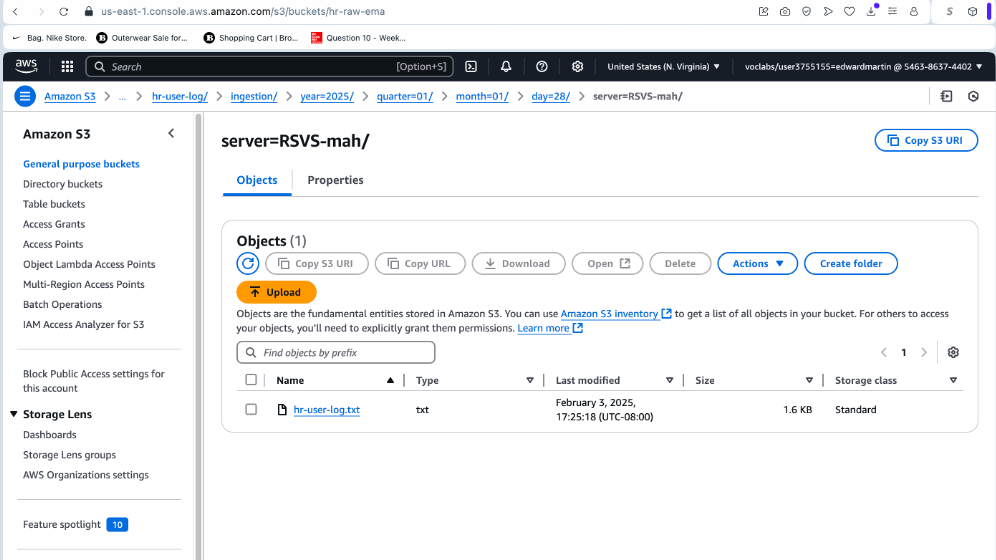 us-east-1.console.aws.amazon.com/s3/buckets/hr-raw-ema
Bag. Nike Store.
Outerwear Sale for...
Shopping Cart | Bro...
Question 10 - Week...
aws
Search
[Option+S]
United States (N. Virginia) ▼
voclabs/user3755155=edwardmartin @ 5463-8637-4402 ▼
Amazon S3 > ... > hr-user-log/ > ingestion/ > year=2025/ > quarter=01/ > month=01/ > day=28/ > server=RSVS-mah/
Amazon S3
General purpose buckets
Directory buckets
Table buckets
Access Grants
Access Points
Object Lambda Access Points
Multi-Region Access Points
Batch Operations
IAM Access Analyzer for S3
Block Public Access settings for
this account
Storage Lens
Dashboards
Storage Lens groups
AWS Organizations settings
Feature spotlight 10
server=RSVS-mah/
Copy S3 URI
Objects
Properties
Objects (1)
Copy S3 URI
Copy URL
Download
Open
Delete
Actions ▼
Create folder
Upload
Objects are the fundamental entities stored in Amazon S3. You can use Amazon S3 inventory to get a list of all objects in your bucket. For others to access
your objects, you'll need to explicitly grant them permissions. Learn more
Find objects by prefix
1
Name
Type
Last modified
Size
Storage class
hr-user-log.txt
txt
February 3, 2025,
17:25:18 (UTC-08:00)
1.6 KB
Standard